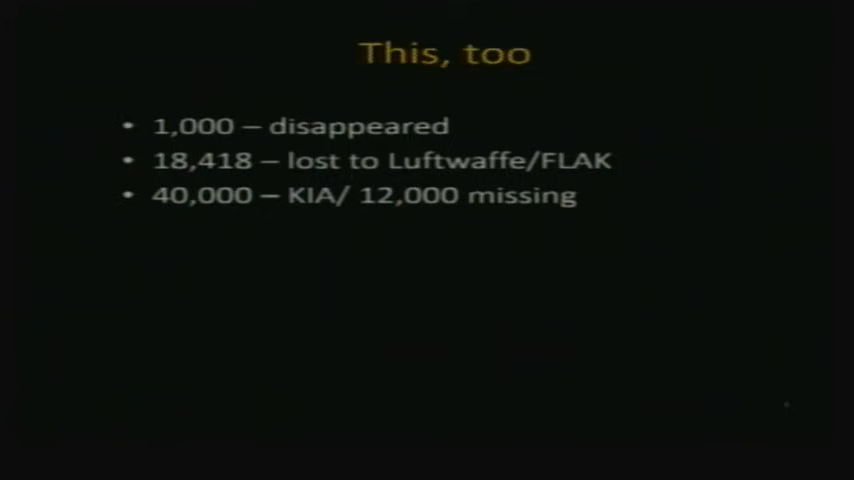 This, too
• 1,000 – disappeared
• 18,418 – lost to Luftwaffe/FLAK
• 40,000 – KIA/ 12,000 missing